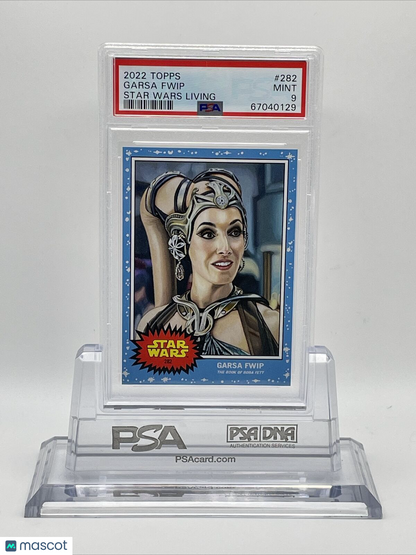 2022 TOPPS #282
GARSA FWIP MINT
STAR WARS LIVING 9
PSA 67040129
STAR
WARS
282
GARSA FWIP
THE BOOK OF BOBA FETT
PSA PSA/DNA
AUTHENTICATION SERVICES
PSAcard.com
mascot